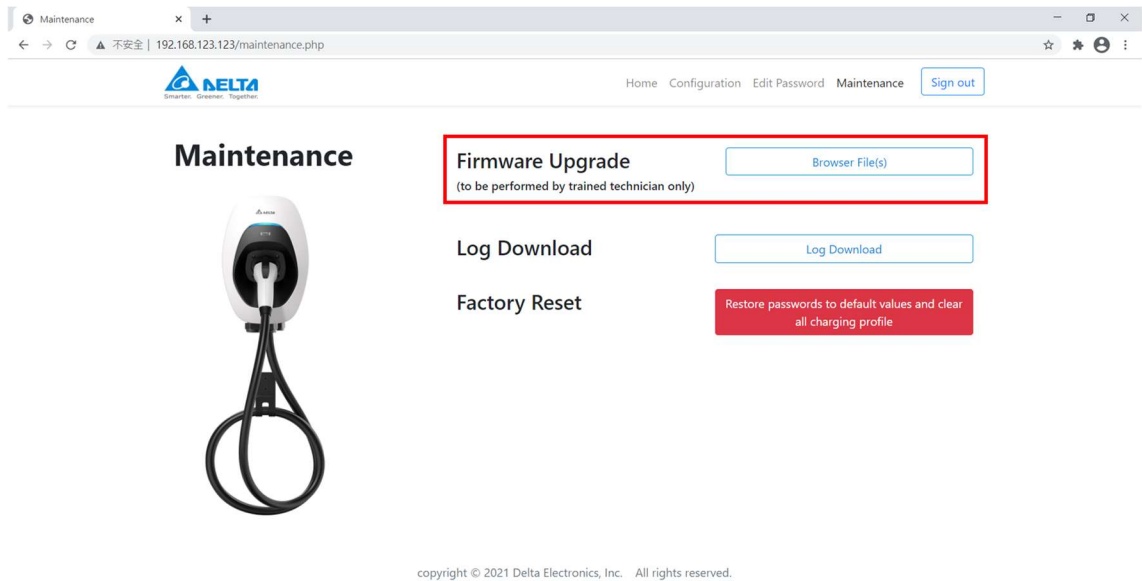 Maintenance
不安全 | 192.168.123.123/maintenance.php
DELTA
Smarter. Greener. Together.
Home Configuration Edit Password Maintenance Sign out
Maintenance
Firmware Upgrade
(to be performed by trained technician only)
Browser File(s)
DELTA
Log Download
Log Download
Factory Reset
Restore passwords to default values and clear
all charging profile
copyright © 2021 Delta Electronics, Inc. All rights reserved.